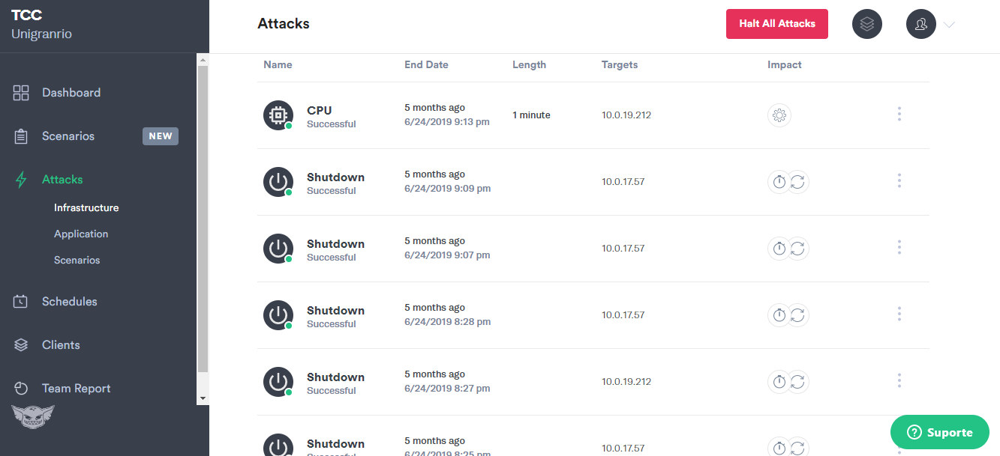 TCC
Unigranrio
Dashboard
Scenarios
NEW
Attacks
Infrastructure
Application
Scenarios
Schedules
Clients
Team Report
Attacks
Halt All Attacks
Name End Date Length Targets Impact
CPU
Successful
5 months ago
6/24/2019 9:13 pm
1 minute
10.0.19.212
Shutdown
Successful
5 months ago
6/24/2019 9:09 pm
10.0.17.57
Shutdown
Successful
5 months ago
6/24/2019 9:07 pm
10.0.17.57
Shutdown
Successful
5 months ago
6/24/2019 8:28 pm
10.0.17.57
Shutdown
Successful
5 months ago
6/24/2019 8:27 pm
10.0.19.212
Shutdown
Successful
5 months ago
6/24/2019 8:25 pm
10.0.17.57
Suporte